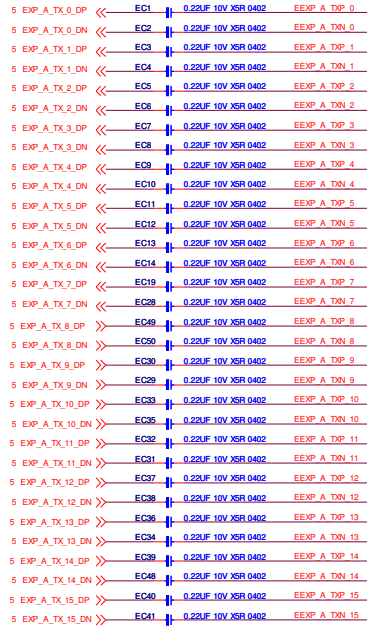 5 EXP_A_TX_0_DP EC1 0.22UF 10V X5R 0402 EEXP_A_TXP_0
5 EXP_A_TX_0_DN EC2 0.22UF 10V X5R 0402 EEXP_A_TXN_0
5 EXP_A_TX_1_DP EC3 0.22UF 10V X5R 0402 EEXP_A_TXP_1
5 EXP_A_TX_1_DN EC4 0.22UF 10V X5R 0402 EEXP_A_TXN_1
5 EXP_A_TX_2_DP EC5 0.22UF 10V X5R 0402 EEXP_A_TXP_2
5 EXP_A_TX_2_DN EC6 0.22UF 10V X5R 0402 EEXP_A_TXN_2
5 EXP_A_TX_3_DP EC7 0.22UF 10V X5R 0402 EEXP_A_TXP_3
5 EXP_A_TX_3_DN EC8 0.22UF 10V X5R 0402 EEXP_A_TXN_3
5 EXP_A_TX_4_DP EC9 0.22UF 10V X5R 0402 EEXP_A_TXP_4
5 EXP_A_TX_4_DN EC10 0.22UF 10V X5R 0402 EEXP_A_TXN_4
5 EXP_A_TX_5_DP EC11 0.22UF 10V X5R 0402 EEXP_A_TXP_5
5 EXP_A_TX_5_DN EC12 0.22UF 10V X5R 0402 EEXP_A_TXN_5
5 EXP_A_TX_6_DP EC13 0.22UF 10V X5R 0402 EEXP_A_TXP_6
5 EXP_A_TX_6_DN EC14 0.22UF 10V X5R 0402 EEXP_A_TXN_6
5 EXP_A_TX_7_DP EC19 0.22UF 10V X5R 0402 EEXP_A_TXP_7
5 EXP_A_TX_7_DN EC28 0.22UF 10V X5R 0402 EEXP_A_TXN_7
5 EXP_A_TX_8_DP EC49 0.22UF 10V X5R 0402 EEXP_A_TXP_8
5 EXP_A_TX_8_DN EC50 0.22UF 10V X5R 0402 EEXP_A_TXN_8
5 EXP_A_TX_9_DP EC30 0.22UF 10V X5R 0402 EEXP_A_TXP_9
5 EXP_A_TX_9_DN EC29 0.22UF 10V X5R 0402 EEXP_A_TXN_9
5 EXP_A_TX_10_DP EC33 0.22UF 10V X5R 0402 EEXP_A_TXP_10
5 EXP_A_TX_10_DN EC35 0.22UF 10V X5R 0402 EEXP_A_TXN_10
5 EXP_A_TX_11_DP EC32 0.22UF 10V X5R 0402 EEXP_A_TXP_11
5 EXP_A_TX_11_DN EC31 0.22UF 10V X5R 0402 EEXP_A_TXN_11
5 EXP_A_TX_12_DP EC37 0.22UF 10V X5R 0402 EEXP_A_TXP_12
5 EXP_A_TX_12_DN EC38 0.22UF 10V X5R 0402 EEXP_A_TXN_12
5 EXP_A_TX_13_DP EC36 0.22UF 10V X5R 0402 EEXP_A_TXP_13
5 EXP_A_TX_13_DN EC34 0.22UF 10V X5R 0402 EEXP_A_TXN_13
5 EXP_A_TX_14_DP EC39 0.22UF 10V X5R 0402 EEXP_A_TXP_14
5 EXP_A_TX_14_DN EC48 0.22UF 10V X5R 0402 EEXP_A_TXN_14
5 EXP_A_TX_15_DP EC40 0.22UF 10V X5R 0402 EEXP_A_TXP_15
5 EXP_A_TX_15_DN EC41 0.22UF 10V X5R 0402 EEXP_A_TXN_15